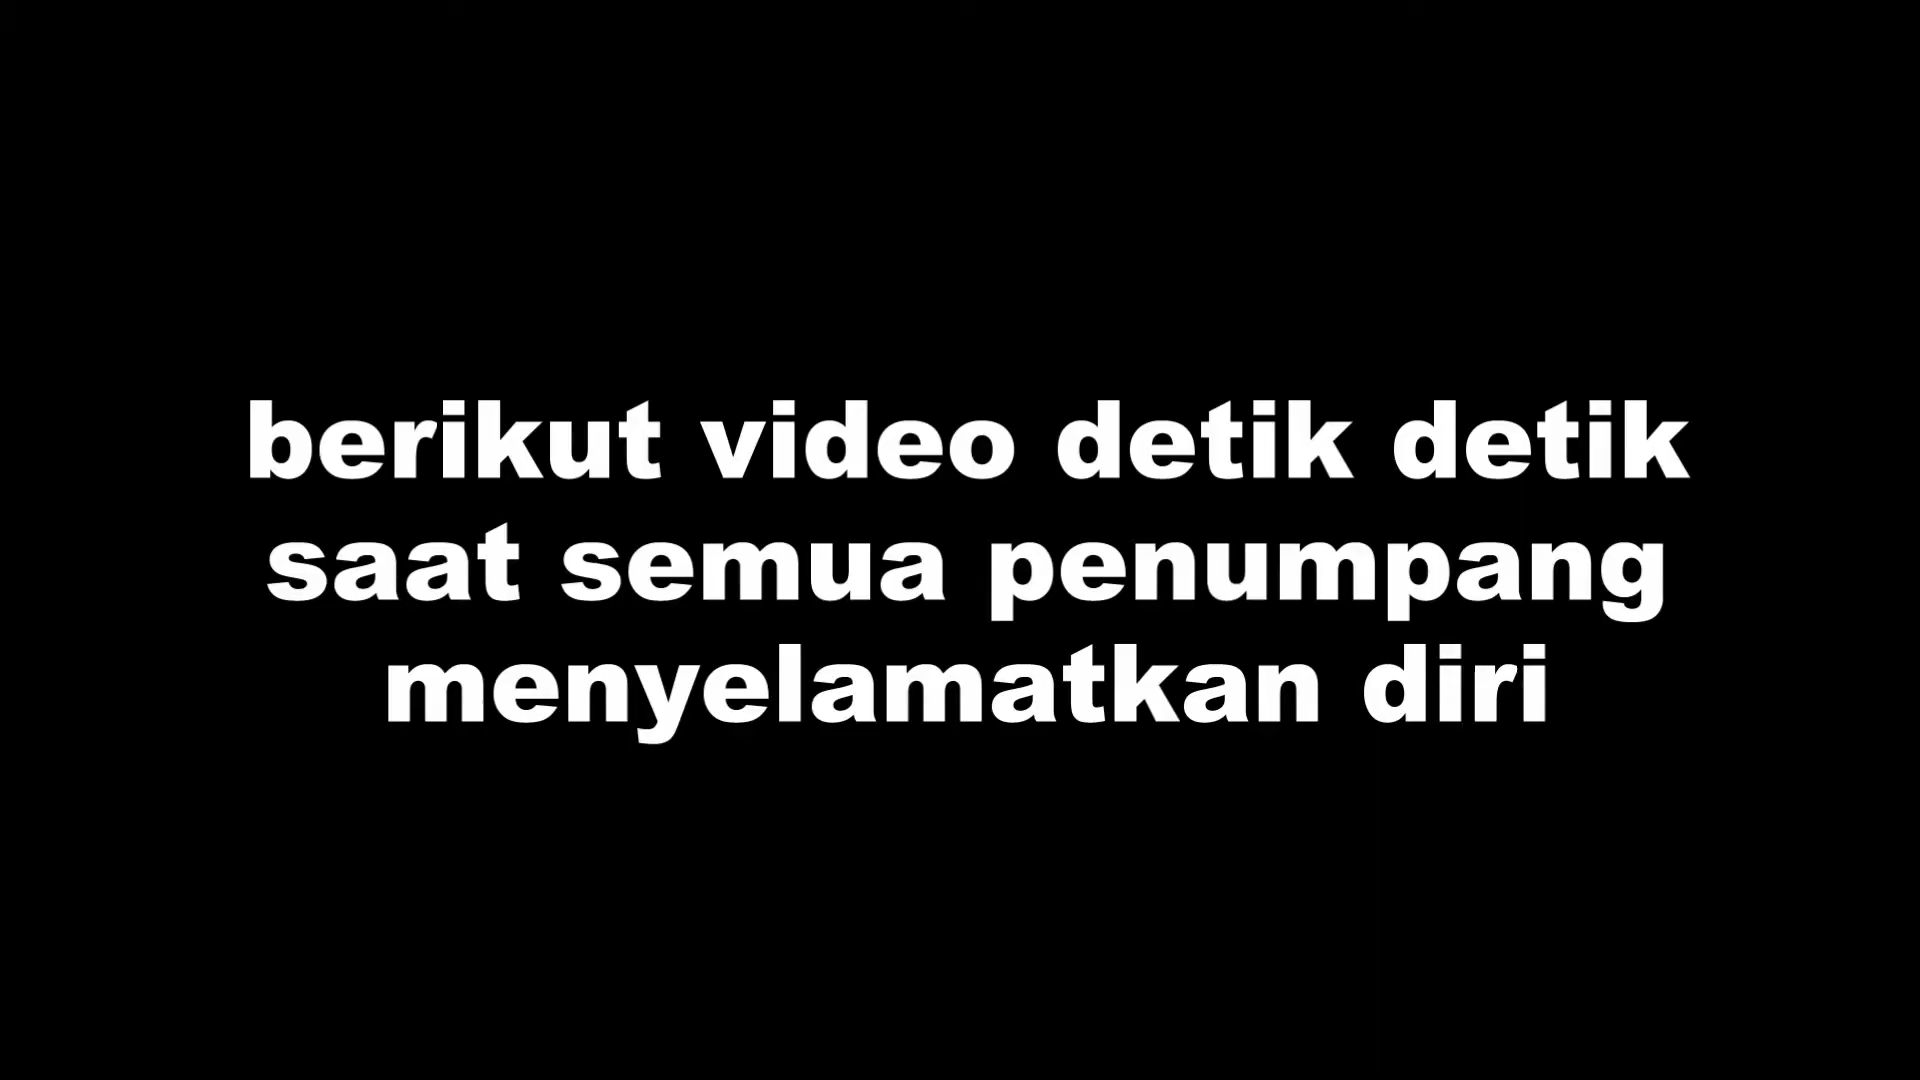 berikut video detik detik
saat semua penumpang
menyelamatkan diri